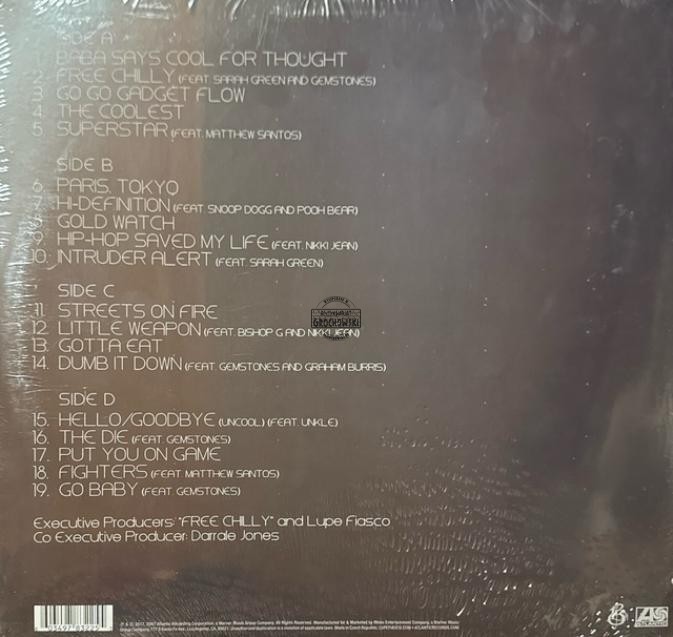 SIDE A
1. BABA SAYS COOL FOR THOUGHT
2. FREE CHILLY (FEAT. SARAH GREEN AND GEMSTONES)
3. GO GO GADGET FLOW
4. THE COOLEST
5. SUPERSTAR (FEAT. MATTHEW SANTOS)
SIDE B
6. PARIS, TOKYO
7. HI-DEFINITION (FEAT. SNOOP DOGG AND POOH BEAR)
8. GOLD WATCH
9. HIP-HOP SAVED MY LIFE (FEAT. NIKKI JEAN)
10. INTRUDER ALERT (FEAT. SARAH GREEN)
SIDE C
11. STREETS ON FIRE
12. LITTLE WEAPON (FEAT. BISHOP G AND NIKKI JEAN)
GROCHOWSKI
13. GOTTA EAT
14. DUMB IT DOWN (FEAT. GEMSTONES AND GRAHAM BURRIS)
SIDE D
15. HELLO/GOODBYE (UNCOOL) (FEAT. UNKLE)
16. THE DIE (FEAT. GEMSTONES)
17. PUT YOU ON GAME
18. FIGHTERS (FEAT. MATTHEW SANTOS)
19. GO BABY (FEAT. GEMSTONES)
Executive Producers: "FREE CHILLY" and Lupe Fiasco
Co Executive Producer: Darrale Jones